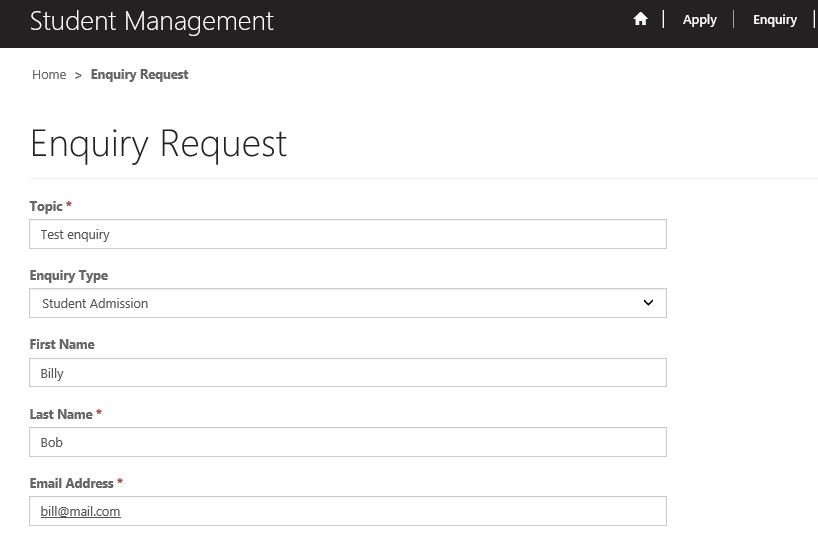 Student Management
Apply
Enquiry
Home > Enquiry Request
Enquiry Request
Topic *
Test enquiry
Enquiry Type
Student Admission
First Name
Billy
Last Name *
Bob
Email Address *
bill@mail.com